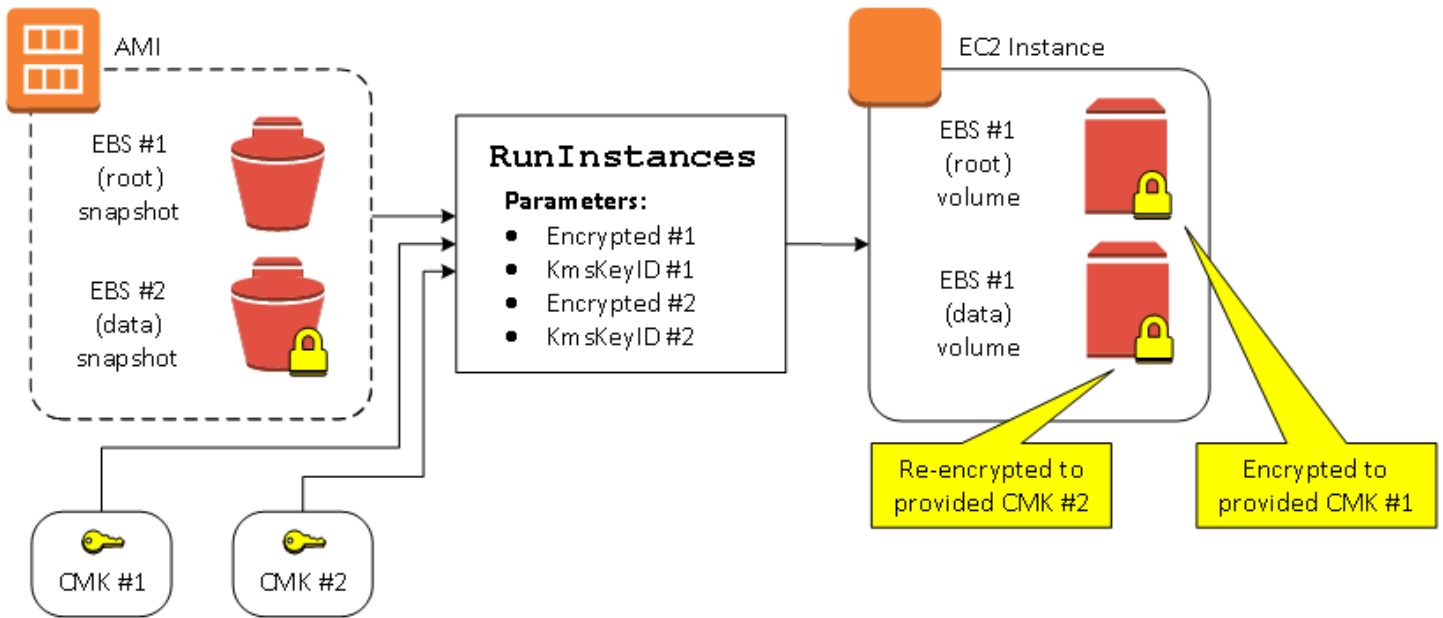 AMI
EBS #1
(root)
snapshot
EBS #2
(data)
snapshot
CMK #1
CMK #2
RunInstances
Parameters:
• Encrypted #1
• KmsKeyID #1
• Encrypted #2
• KmsKeyID #2
EC2 Instance
EBS #1
(root)
volume
EBS #1
(data)
volume
Re-encrypted to
provided CMK #2
Encrypted to
provided CMK #1